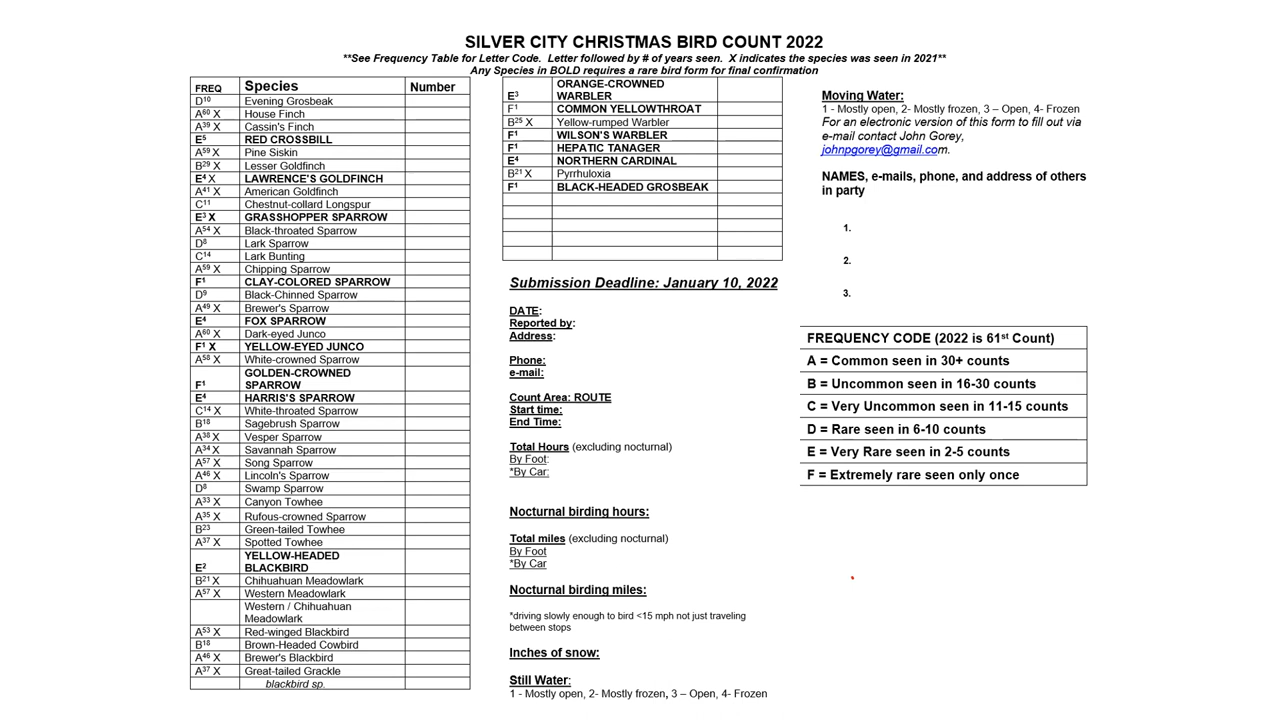 SILVER CITY CHRISTMAS BIRD COUNT 2022
**See Frequency Table for Letter Code. Letter followed by # of years seen. X indicates the species was seen in 2021**
Any Species in BOLD requires a rare bird form for final confirmation
FREQ Species Number
D10 Evening Grosbeak
A60 X House Finch
A39 X Cassin's Finch
E5 RED CROSSBILL
A59 X Pine Siskin
B29 X Lesser Goldfinch
E4 X LAWRENCE'S GOLDFINCH
A41 X American Goldfinch
C11 Chestnut-collard Longspur
E3 X GRASSHOPPER SPARROW
A54 X Black-throated Sparrow
D8 Lark Sparrow
C14 Lark Bunting
A59 X Chipping Sparrow
F1 CLAY-COLORED SPARROW
D9 Black-Chinned Sparrow
A49 X Brewer's Sparrow
E4 FOX SPARROW
A60 X Dark-eyed Junco
F1 X YELLOW-EYED JUNCO
A58 X White-crowned Sparrow
GOLDEN-CROWNED
F1 SPARROW
E4 HARRIS'S SPARROW
C14 X White-throated Sparrow
B18 Sagebrush Sparrow
A38 X Vesper Sparrow
A34 X Savannah Sparrow
A57 X Song Sparrow
A46 X Lincoln's Sparrow
D8 Swamp Sparrow
A33 X Canyon Towhee
A35 X Rufous-crowned Sparrow
B23 Green-tailed Towhee
A37 X Spotted Towhee
YELLOW-HEADED
E2 BLACKBIRD
B21 X Chihuahuan Meadowlark
A57 X Western Meadowlark
Western / Chihuahuan
Meadowlark
A53 X Red-winged Blackbird
B18 Brown-Headed Cowbird
A46 X Brewer's Blackbird
A37 X Great-tailed Grackle
blackbird sp.
ORANGE-CROWNED
E3 WARBLER
F1 COMMON YELLOWTHROAT
B25 X Yellow-rumped Warbler
F1 WILSON'S WARBLER
F1 HEPATIC TANAGER
E4 NORTHERN CARDINAL
B21 X Pyrrhuloxia
F1 BLACK-HEADED GROSBEAK
Submission Deadline: January 10, 2022
DATE:
Reported by:
Address:
Phone:
e-mail:
Count Area: ROUTE
Start time:
End Time:
Total Hours (excluding nocturnal)
By Foot:
*By Car:
Nocturnal birding hours:
Total miles (excluding nocturnal)
By Foot
*By Car
Nocturnal birding miles:
*driving slowly enough to bird <15 mph not just traveling
between stops
Inches of snow:
Still Water:
1 - Mostly open, 2- Mostly frozen, 3 – Open, 4- Frozen
Moving Water:
1 - Mostly open, 2- Mostly frozen, 3 – Open, 4- Frozen
For an electronic version of this form to fill out via
e-mail contact John Gorey,
johnpgorey@gmail.com.
NAMES, e-mails, phone, and address of others
in party
1.
2.
3.
FREQUENCY CODE (2022 is 61st Count)
A = Common seen in 30+ counts
B = Uncommon seen in 16-30 counts
C = Very Uncommon seen in 11-15 counts
D = Rare seen in 6-10 counts
E = Very Rare seen in 2-5 counts
F = Extremely rare seen only once